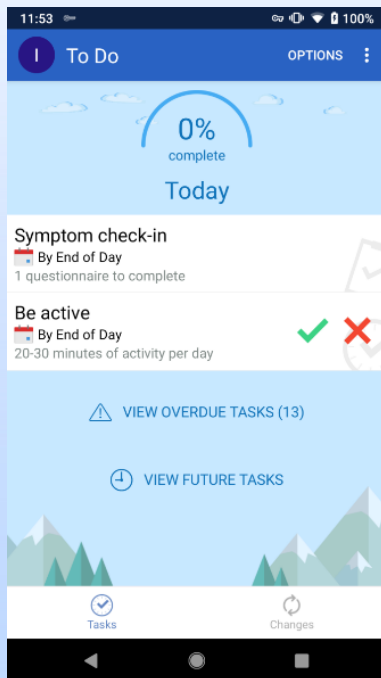 11:53
100%
I
To Do
OPTIONS
0%
complete
Today
Symptom check-in
By End of Day
1 questionnaire to complete
Be active
By End of Day
20-30 minutes of activity per day
VIEW OVERDUE TASKS (13)
VIEW FUTURE TASKS
Tasks
Changes